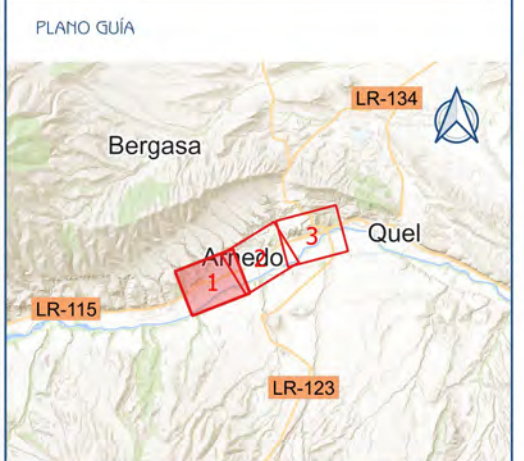 PLANO GUÍA
LR-134
Bergasa
3
Quel
Arnedo
2
1
LR-115
LR-123